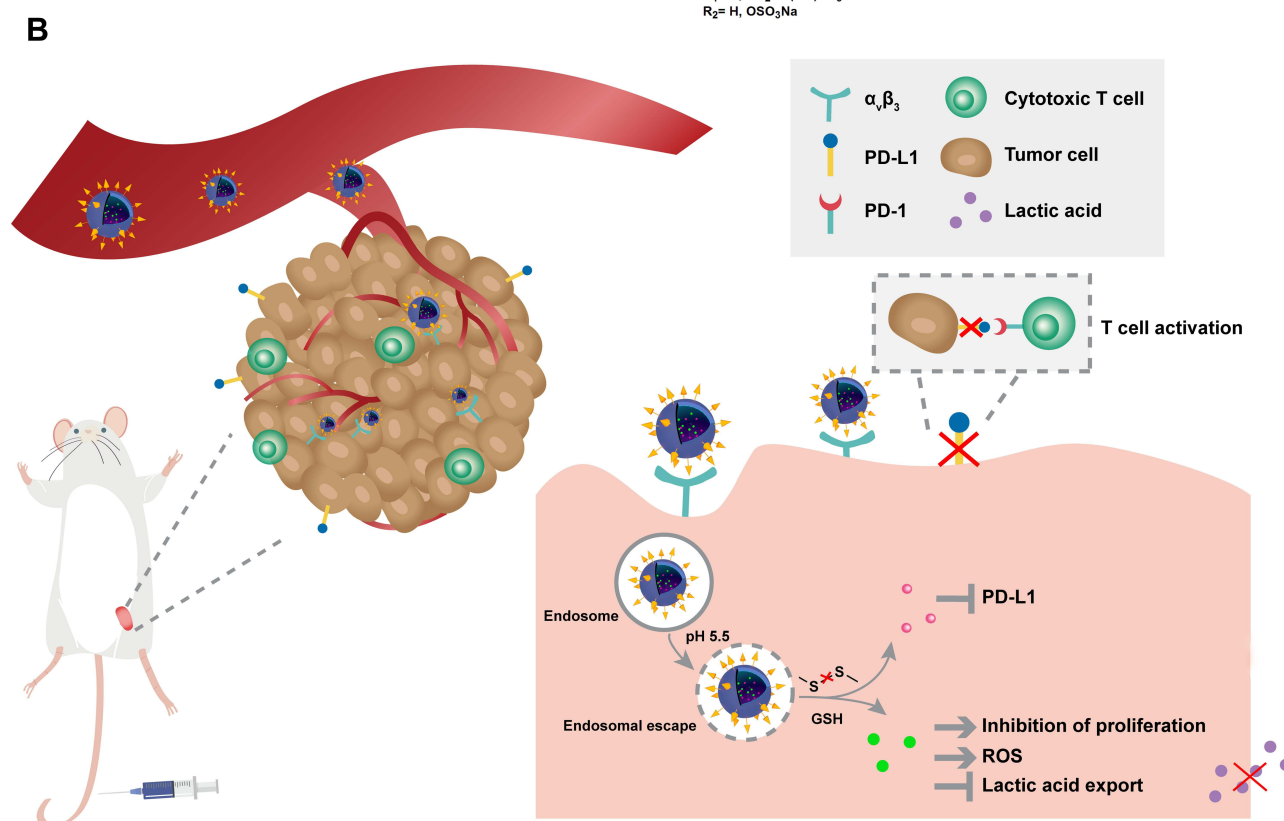 R₂= H, OSO₃Na
B
αᵥβ₃
Cytotoxic T cell
PD-L1
Tumor cell
PD-1
Lactic acid
T cell activation
Endosome
pH 5.5
PD-L1
S S
GSH
Endosomal escape
Inhibition of proliferation
ROS
Lactic acid export